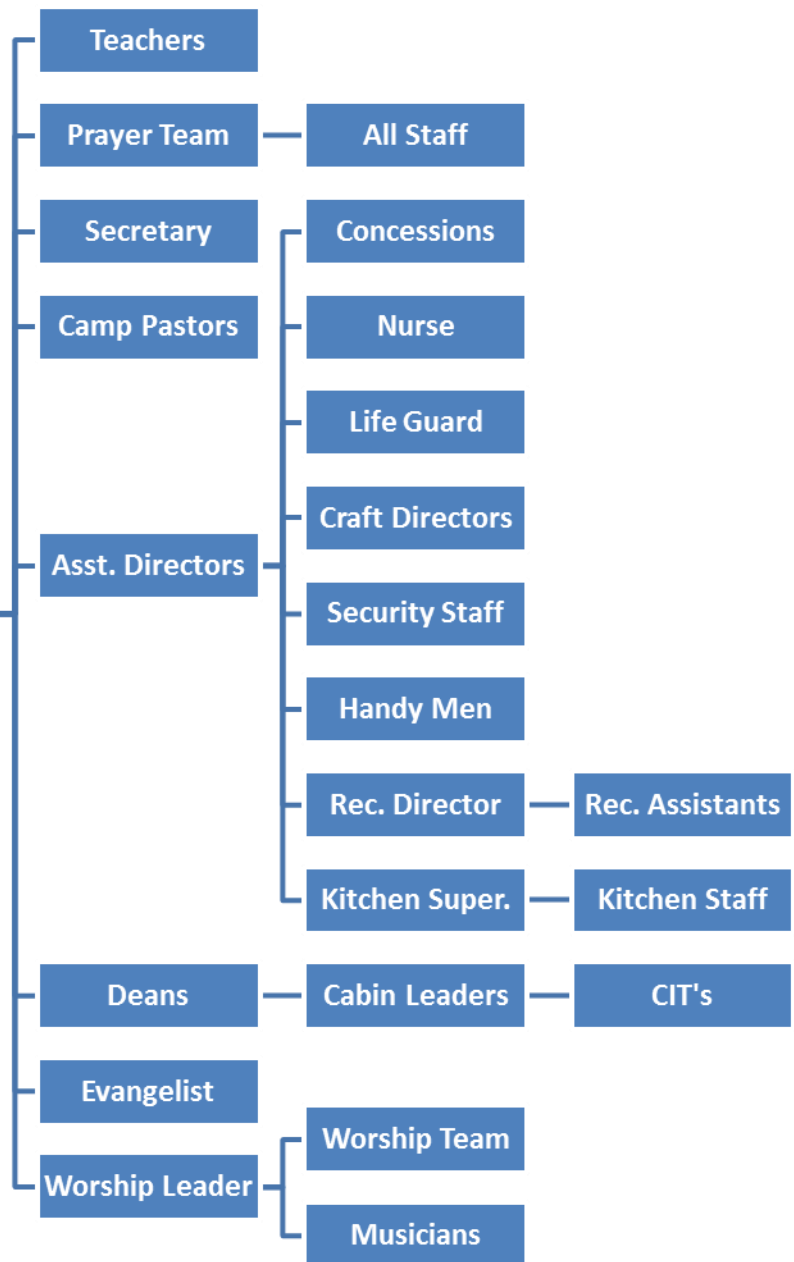 Teachers
Prayer Team
All Staff
Secretary
Concessions
Camp Pastors
Nurse
Life Guard
Craft Directors
Asst. Directors
Security Staff
Handy Men
Rec. Director
Rec. Assistants
Kitchen Super.
Kitchen Staff
Deans
Cabin Leaders
CIT's
Evangelist
Worship Team
Worship Leader
Musicians